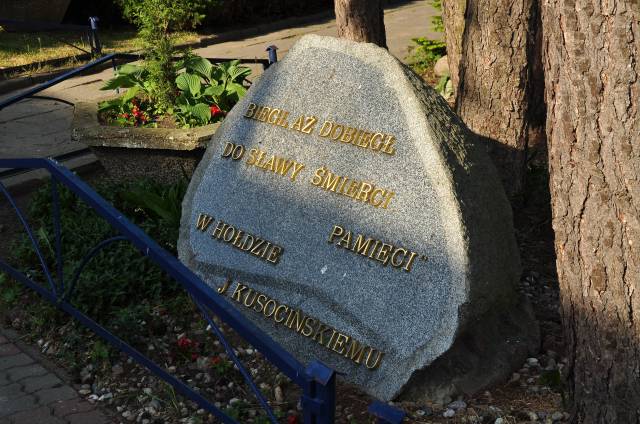 BIEGŁ, AŻ DOBIEGŁ
DO SŁAWY ŚMIERCI.
W HOŁDZIE PAMIĘCI"
J. KUSOCIŃSKIEMU